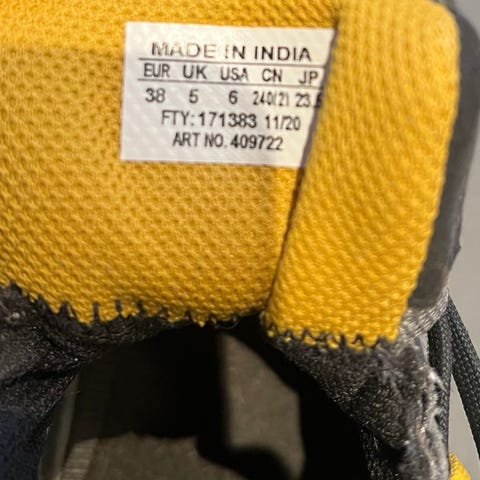 MADE IN INDIA
EUR UK USA CN JP
38 5 6 240(2)
FTY: 171383 11/20
ART NO. 409722